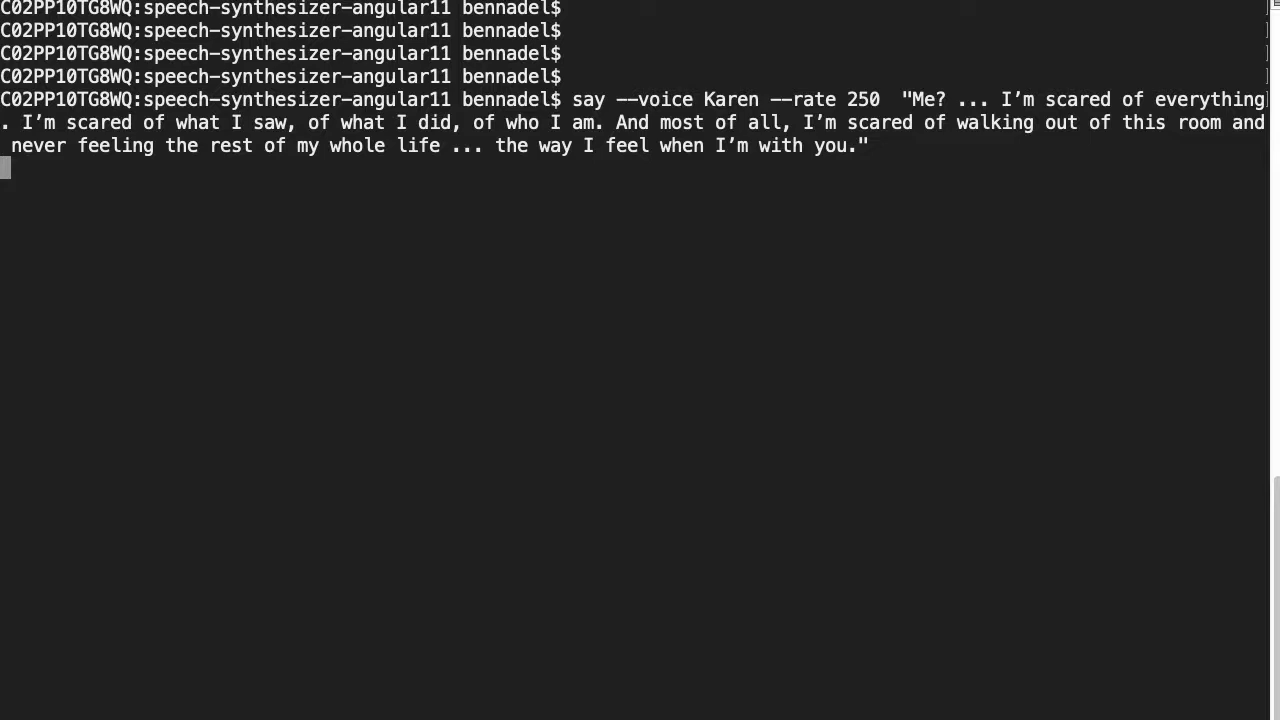 C02PP10TG8WQ:speech-synthesizer-angular11 bennadel$
C02PP10TG8WQ:speech-synthesizer-angular11 bennadel$
C02PP10TG8WQ:speech-synthesizer-angular11 bennadel$
C02PP10TG8WQ:speech-synthesizer-angular11 bennadel$
C02PP10TG8WQ:speech-synthesizer-angular11 bennadel$ say --voice Karen --rate 250  "Me? ... I’m scared of everything
. I’m scared of what I saw, of what I did, of who I am. And most of all, I’m scared of walking out of this room and
 never feeling the rest of my whole life ... the way I feel when I’m with you."